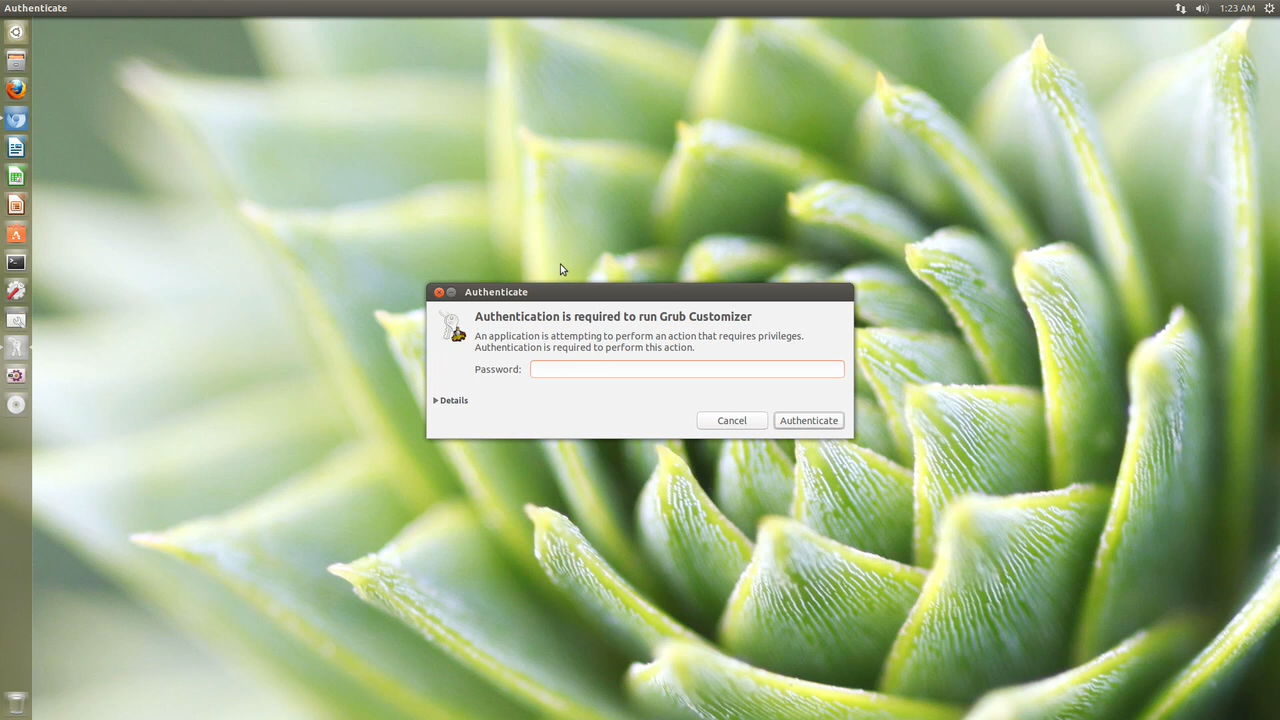 Authenticate
1:23 AM
Authenticate
Authentication is required to run Grub Customizer
An application is attempting to perform an action that requires privileges.
Authentication is required to perform this action.
Password:
Details
Cancel
Authenticate